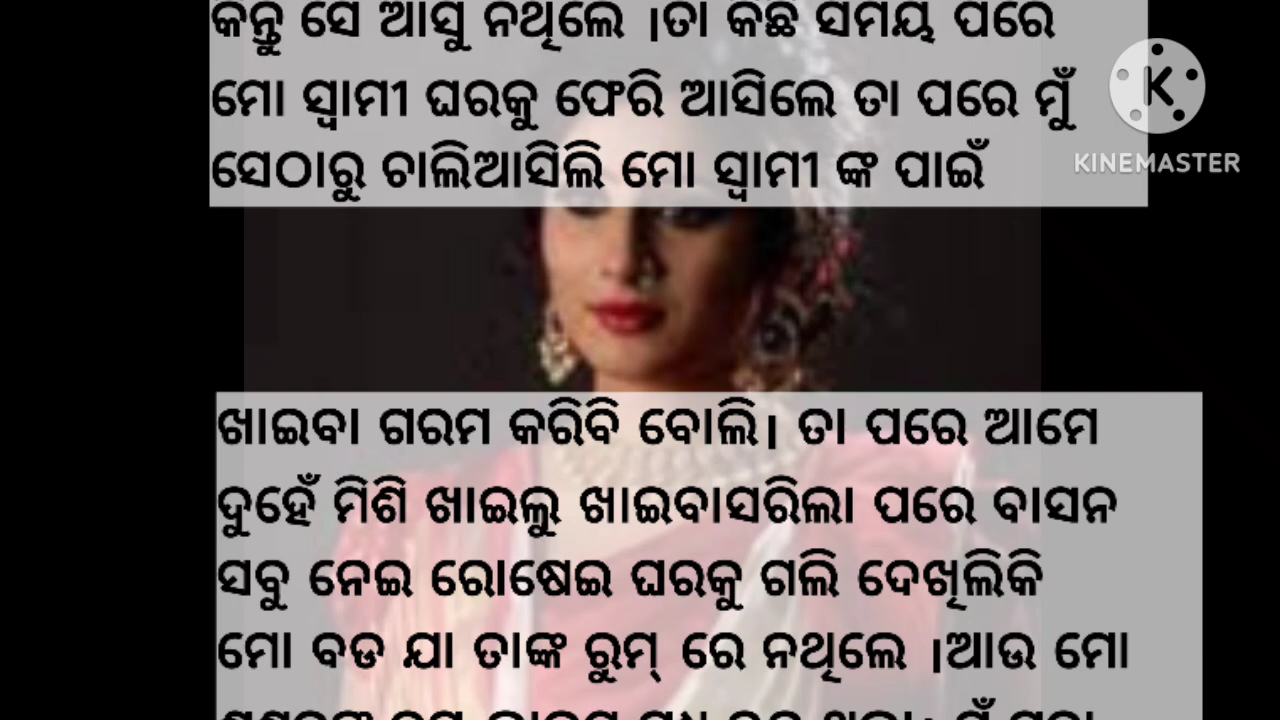 କିନ୍ତୁ ସେ ଆସୁ ନଥିଲେ ।ତା କିଛି ସମୟ ପରେ
ମୋ ସ୍ୱାମୀ ଘରକୁ ଫେରି ଆସିଲେ ତା ପରେ ମୁଁ
ସେଠାରୁ ଚାଲିଆସିଲି ମୋ ସ୍ୱାମୀ ଙ୍କ ପାଇଁ
KINEMASTER
ଖାଇବା ଗରମ କରିବି ବୋଲି। ତା ପରେ ଆମେ
ଦୁହେଁ ମିଶି ଖାଇଲୁ ଖାଇବାସରିଲା ପରେ ବାସନ
ସବୁ ନେଇ ରୋଷେଇ ଘରକୁ ଗଲି ଦେଖିଲିକି
ମୋ ବଡ ଯା ତାଙ୍କ ରୁମ୍ ରେ ନଥିଲେ ।ଆଉ ମୋ